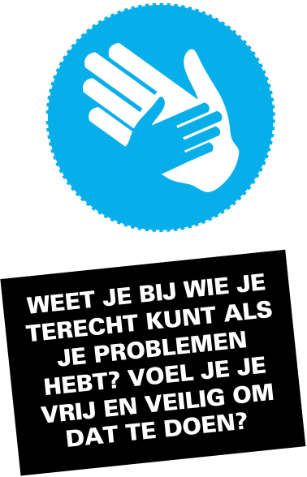 WEET JE BIJ WIE JE
TERECHT KUNT ALS
JE PROBLEMEN
HEBT? VOEL JE JE
VRIJ EN VEILIG OM
DAT TE DOEN?